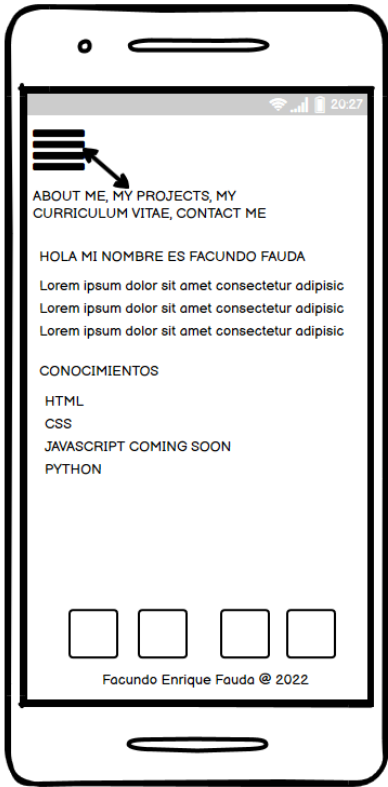 20:27
ABOUT ME, MY PROJECTS, MY
CURRICULUM VITAE, CONTACT ME
HOLA MI NOMBRE ES FACUNDO FAUDA
Lorem ipsum dolor sit amet consectetur adipisic
Lorem ipsum dolor sit amet consectetur adipisic
Lorem ipsum dolor sit amet consectetur adipisic
CONOCIMIENTOS
HTML
CSS
JAVASCRIPT COMING SOON
PYTHON
Facundo Enrique Fauda @ 2022